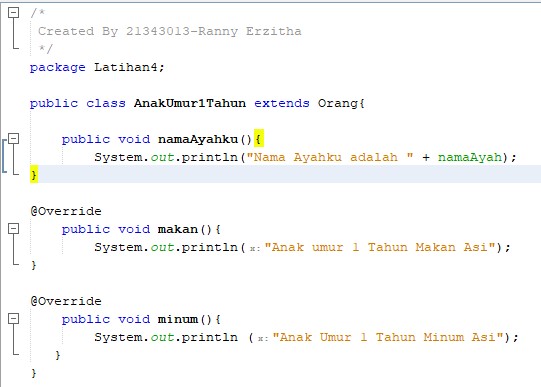 /*
Created By 21343013-Ranny Erzitha
*/
package Latihan4;
public class AnakUmur1Tahun extends Orang{
public void namaAyahku(){
System.out.println("Nama Ayahku adalah " + namaAyah);
}
@Override
public void makan(){
System.out.println( x: "Anak umur 1 Tahun Makan Asi");
}
@Override
public void minum(){
System.out.println ( x: "Anak Umur 1 Tahun Minum Asi");
}
}